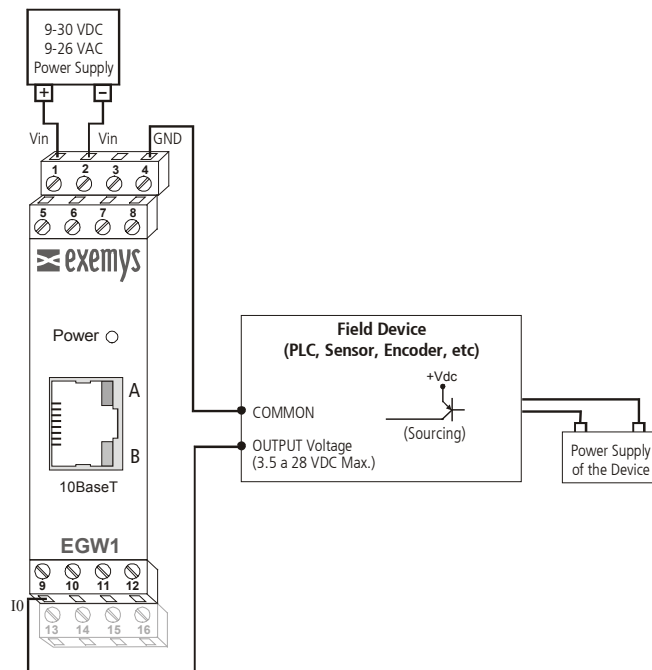 9-30 VDC
9-26 VAC
Power Supply
+ −
Vin Vin GND
1 2 3 4
5 6 7 8
exemys
Power
A
B
10BaseT
EGW1
9 10 11 12
I0
13 14 15 16
Field Device
(PLC, Sensor, Encoder, etc)
+Vdc
(Sourcing)
COMMON
OUTPUT Voltage
(3.5 a 28 VDC Max.)
Power Supply
of the Device